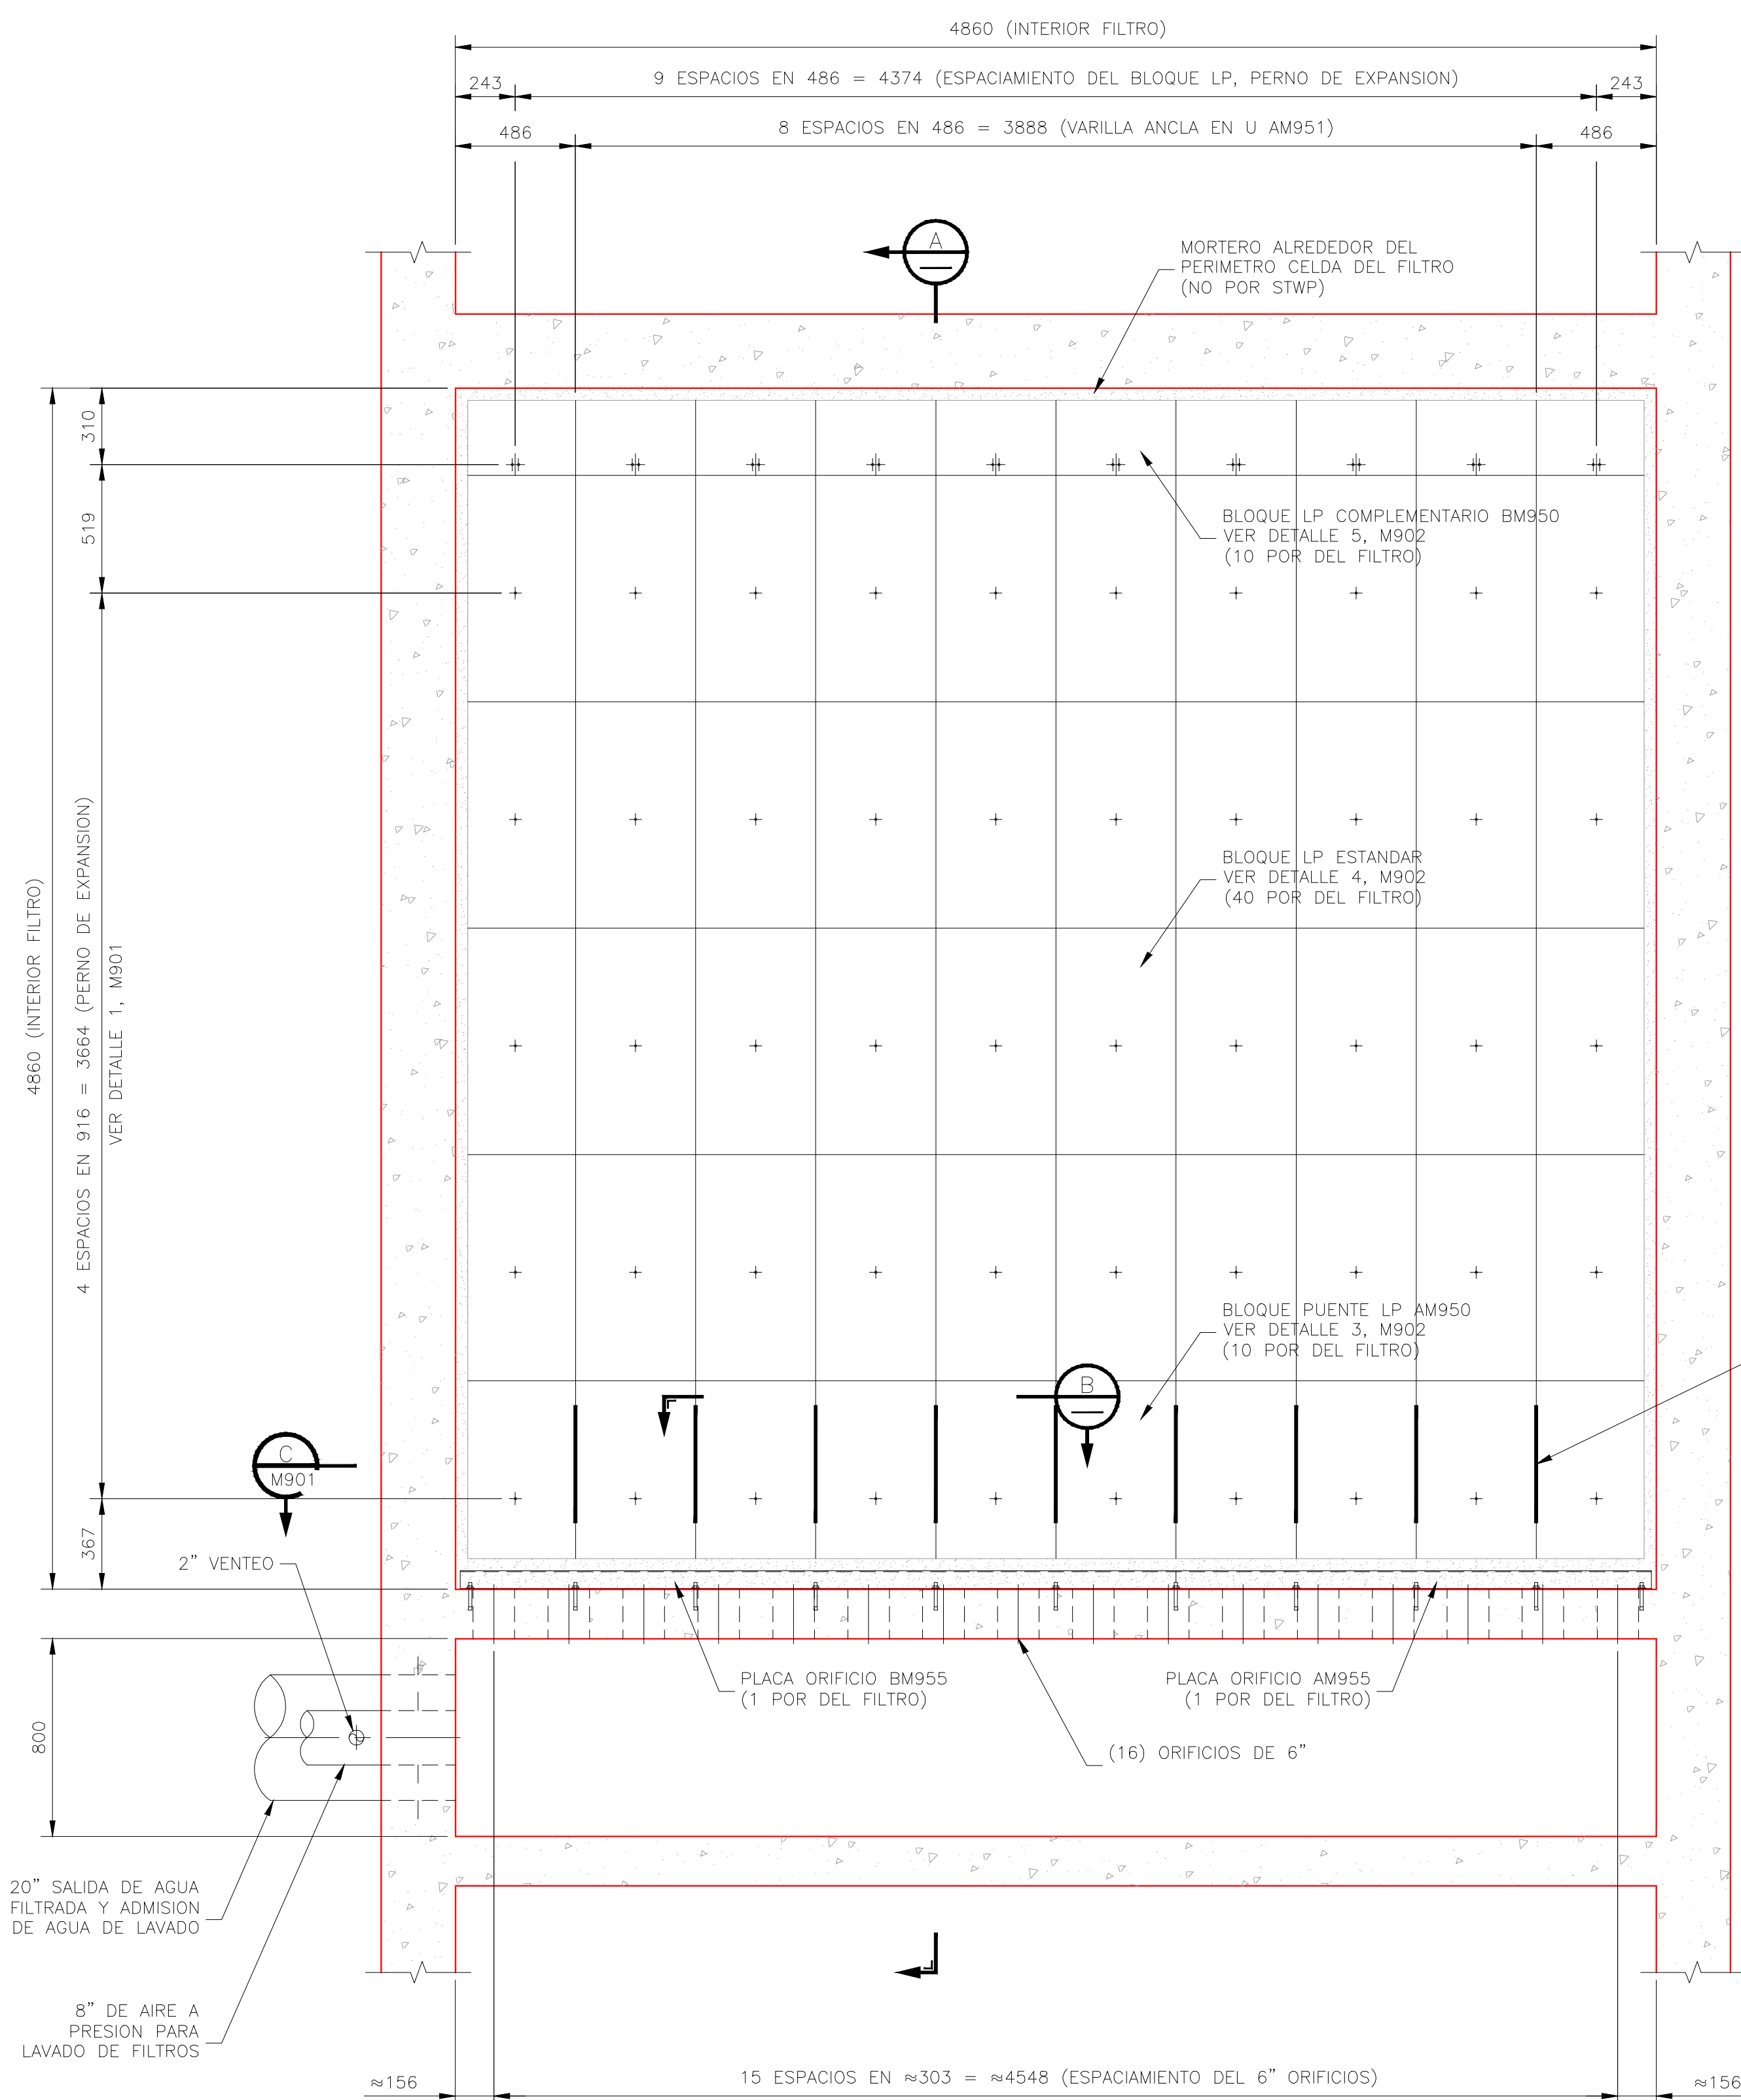 4860 (INTERIOR FILTRO)
243
9 ESPACIOS EN 486 = 4374 (ESPACIAMIENTO DEL BLOQUE LP, PERNO DE EXPANSION)
243
486
8 ESPACIOS EN 486 = 3888 (VARILLA ANCLA EN U AM951)
486
A
MORTERO ALREDEDOR DEL
PERIMETRO CELDA DEL FILTRO
(NO POR STWP)
310
519
BLOQUE LP COMPLEMENTARIO BM950
VER DETALLE 5, M902
(10 POR DEL FILTRO)
4860 (INTERIOR FILTRO)
4 ESPACIOS EN 916 = 3664 (PERNO DE EXPANSION)
VER DETALLE 1, M901
BLOQUE LP ESTANDAR
VER DETALLE 4, M902
(40 POR DEL FILTRO)
BLOQUE PUENTE LP AM950
VER DETALLE 3, M902
(10 POR DEL FILTRO)
B
C
M901
367
2" VENTEO
PLACA ORIFICIO BM955
(1 POR DEL FILTRO)
PLACA ORIFICIO AM955
(1 POR DEL FILTRO)
(16) ORIFICIOS DE 6"
800
20" SALIDA DE AGUA
FILTRADA Y ADMISION
DE AGUA DE LAVADO
8" DE AIRE A
PRESION PARA
LAVADO DE FILTROS
≈156
15 ESPACIOS EN ≈303 = ≈4548 (ESPACIAMIENTO DEL 6" ORIFICIOS)
≈156